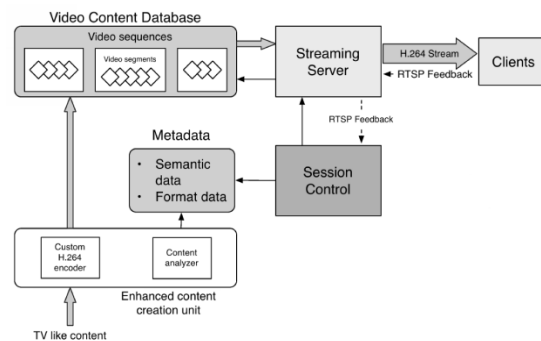 Video Content Database
Video sequences
Video segments
Streaming
Server
H.264 Stream
RTSP Feedback
Clients
RTSP Feedback
Metadata
• Semantic
data
• Format data
Session
Control
Custom
H.264
encoder
Content
analyzer
Enhanced content
creation unit
TV like content